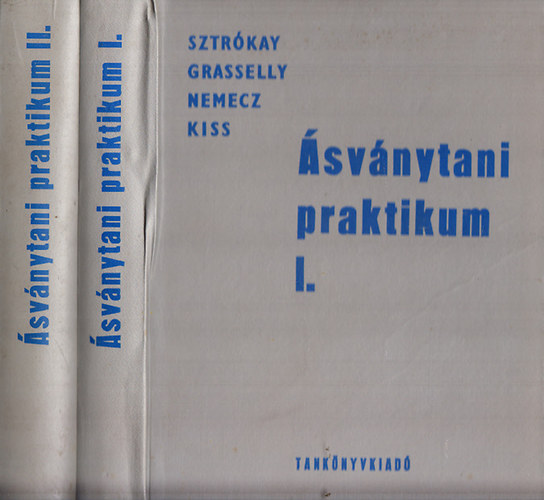 Ásványtani praktikum II.
Ásványtani praktikum I.
SZTRÓKAY
GRASSELLY
NEMECZ
KISS
Ásványtani
praktikum
I.
TANKÖNYVKIADÓ